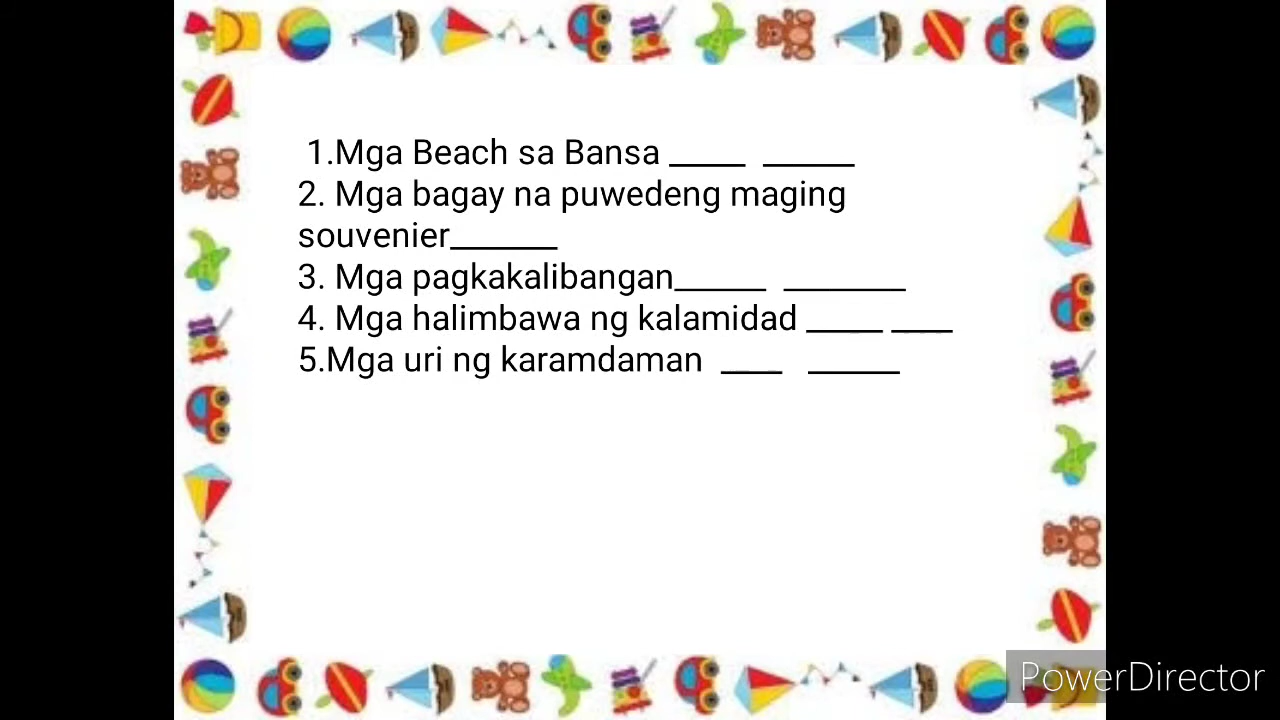 1.Mga Beach sa Bansa _____ ______
2. Mga bagay na puwedeng maging
souvenier_______
3. Mga pagkakalibangan______ ________
4. Mga halimbawa ng kalamidad _____ ____
5.Mga uri ng karamdaman ____ ______
PowerDirector